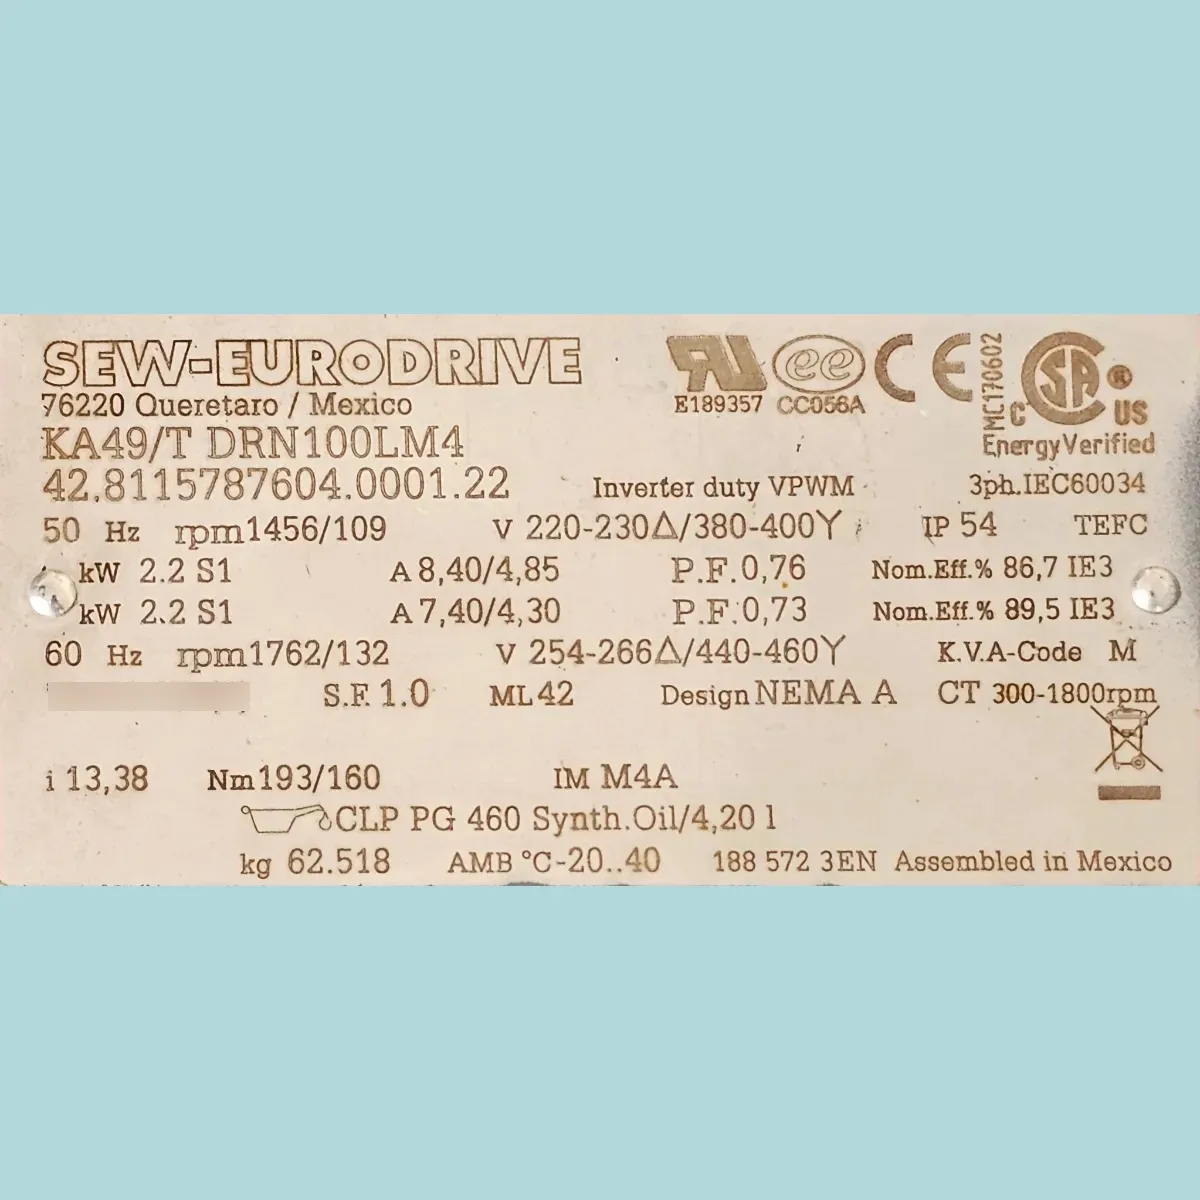 SEW-EURODRIVE
76220 Queretaro / Mexico
E189357 CC056A
EMC170602
C US
EnergyVerified
KA49/T DRN100LM4
42.8115787604.0001.22 Inverter duty VPWM 3ph.IEC60034
50 Hz rpm1456/109 V 220-230Δ/380-400Y IP 54 TEFC
kW 2.2 S1 A 8,40/4,85 P.F.0,76 Nom.Eff.% 86,7 IE3
kW 2.2 S1 A 7,40/4,30 P.F.0,73 Nom.Eff.% 89,5 IE3
60 Hz rpm1762/132 V 254-266Δ/440-460Y K.V.A-Code M
S.F. 1.0 ML42 Design NEMA A CT 300-1800rpm
i 13,38 Nm193/160 IM M4A
CLP PG 460 Synth.Oil/4,20 l
kg 62.518 AMB °C-20..40 188 572 3EN Assembled in Mexico